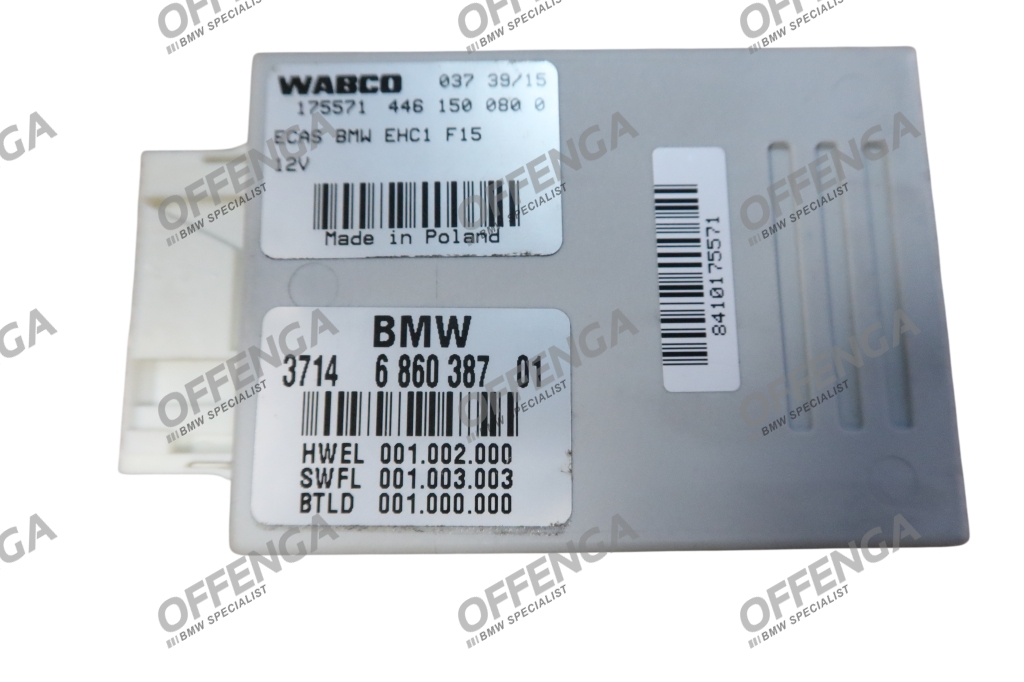 WABCO 037 39/15
175571 446 150 080 0
ECAS BMW EHC1 F15
12V
Made in Poland
BMW
3714 6 860 387 01
HWEL 001.002.000
SWFL 001.003.003
BTLD 001.000.000
8410175571
OFFENGA
BMW SPECIALIST